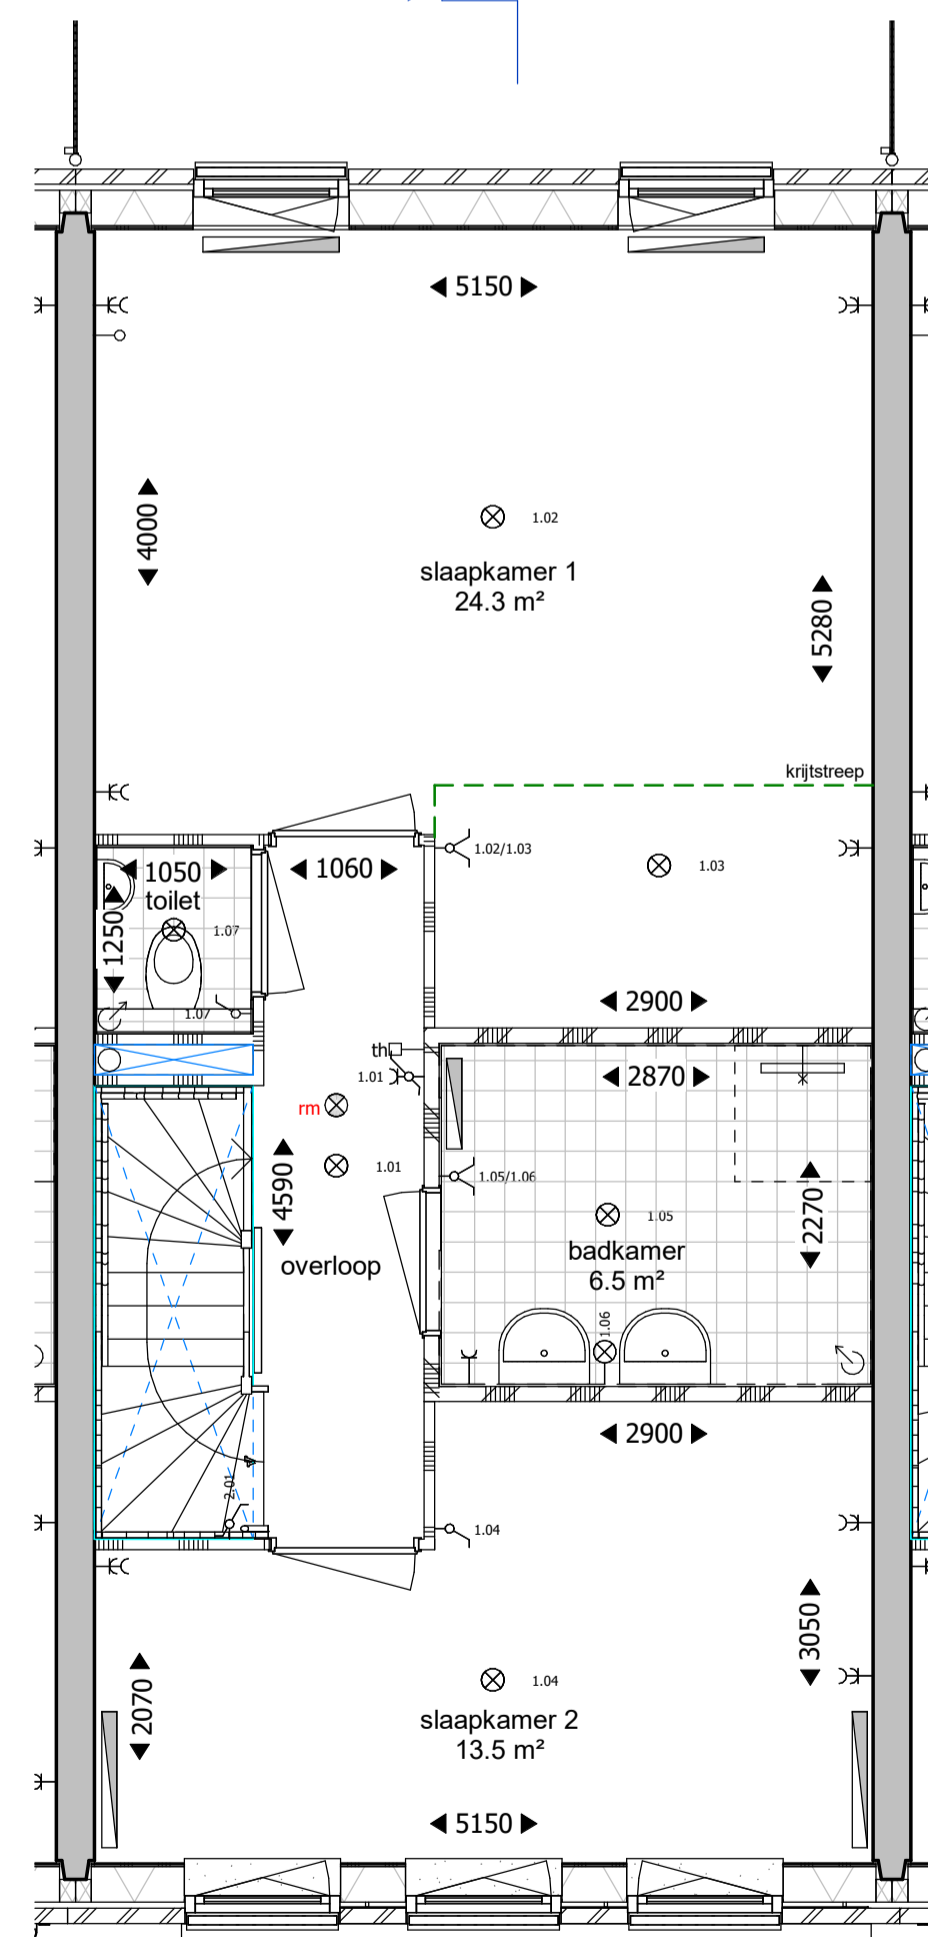 5150
4000
1.02
slaapkamer 1
24.3 m²
5280
krijtstreep
1.02/1.03
1.03
1050
toilet
1060
1250
1.07
1.07
2900
th
1.01
2870
rm
1.01
4590
1.05/1.06
overloop
1.05
badkamer
6.5 m²
2270
1.06
2900
2.01
1.04
3050
2070
1.04
slaapkamer 2
13.5 m²
5150